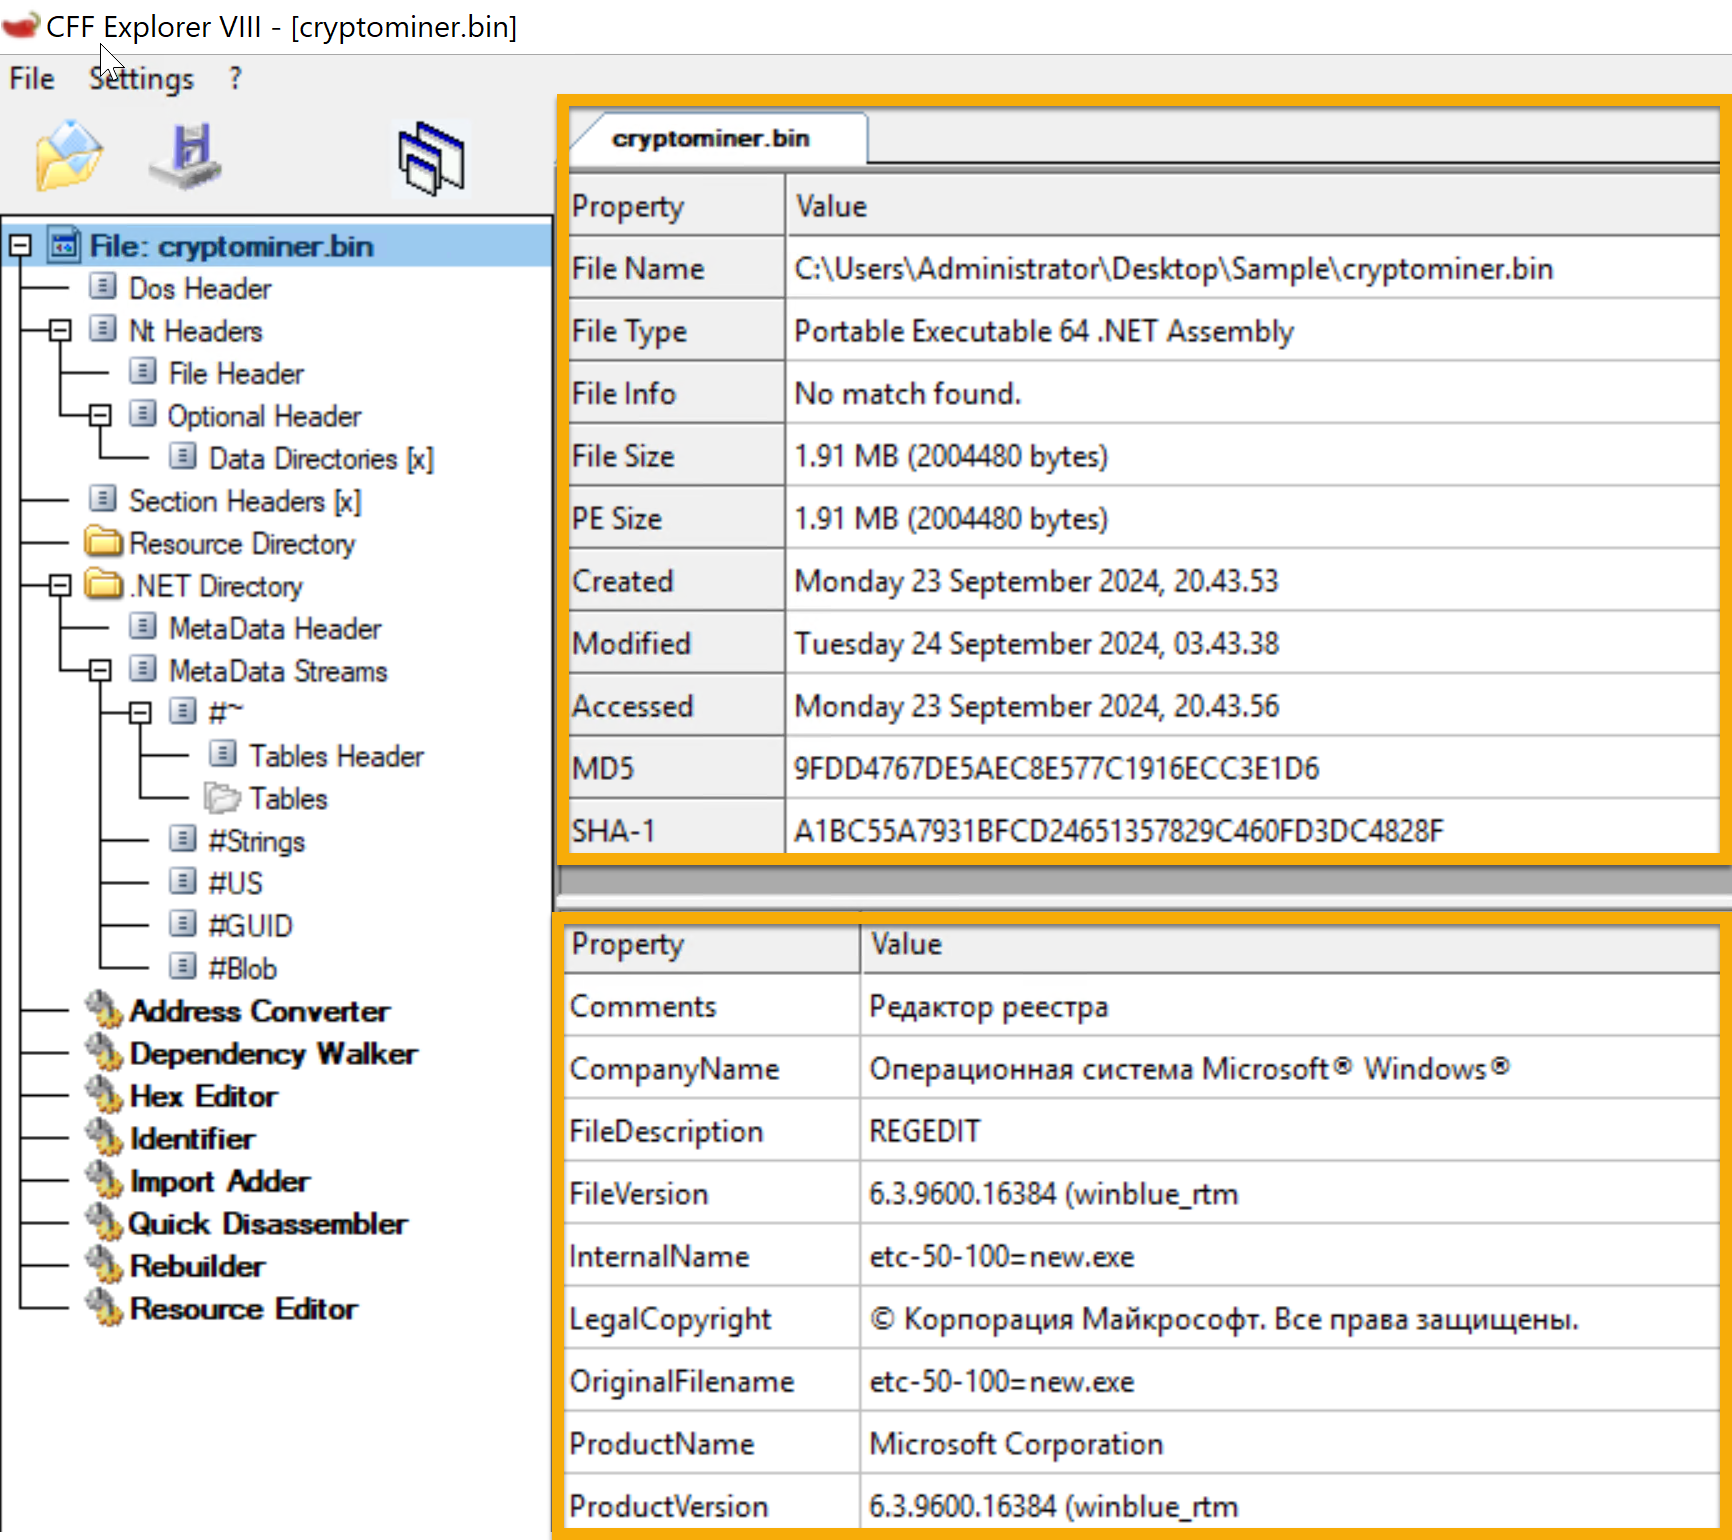 CFF Explorer VIII - [cryptominer.bin]
File Settings ?
File: cryptominer.bin
Dos Header
Nt Headers
File Header
Optional Header
Data Directories [x]
Section Headers [x]
Resource Directory
.NET Directory
MetaData Header
MetaData Streams
#~
Tables Header
Tables
#Strings
#US
#GUID
#Blob
Address Converter
Dependency Walker
Hex Editor
Identifier
Import Adder
Quick Disassembler
Rebuilder
Resource Editor
cryptominer.bin
Property Value
File Name C:\Users\Administrator\Desktop\Sample\cryptominer.bin
File Type Portable Executable 64 .NET Assembly
File Info No match found.
File Size 1.91 MB (2004480 bytes)
PE Size 1.91 MB (2004480 bytes)
Created Monday 23 September 2024, 20.43.53
Modified Tuesday 24 September 2024, 03.43.38
Accessed Monday 23 September 2024, 20.43.56
MD5 9FDD4767DE5AEC8E577C1916ECC3E1D6
SHA-1 A1BC55A7931BFCD24651357829C460FD3DC4828F
Property Value
Comments Редактор реестра
CompanyName Операционная система Microsoft® Windows®
FileDescription REGEDIT
FileVersion 6.3.9600.16384 (winblue_rtm
InternalName etc-50-100=new.exe
LegalCopyright © Корпорация Майкрософт. Все права защищены.
OriginalFilename etc-50-100=new.exe
ProductName Microsoft Corporation
ProductVersion 6.3.9600.16384 (winblue_rtm